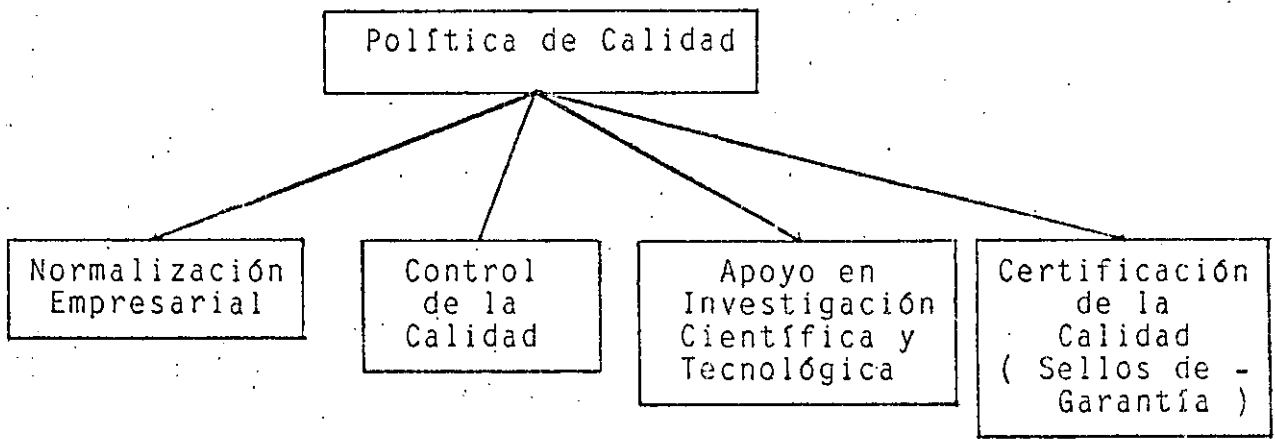 Política de Calidad
Normalización
Empresarial
Control
de la
Calidad
Apoyo en
Investigación
Científica y
Tecnológica
Certificación
de la
Calidad
( Sellos de -
Garantía )